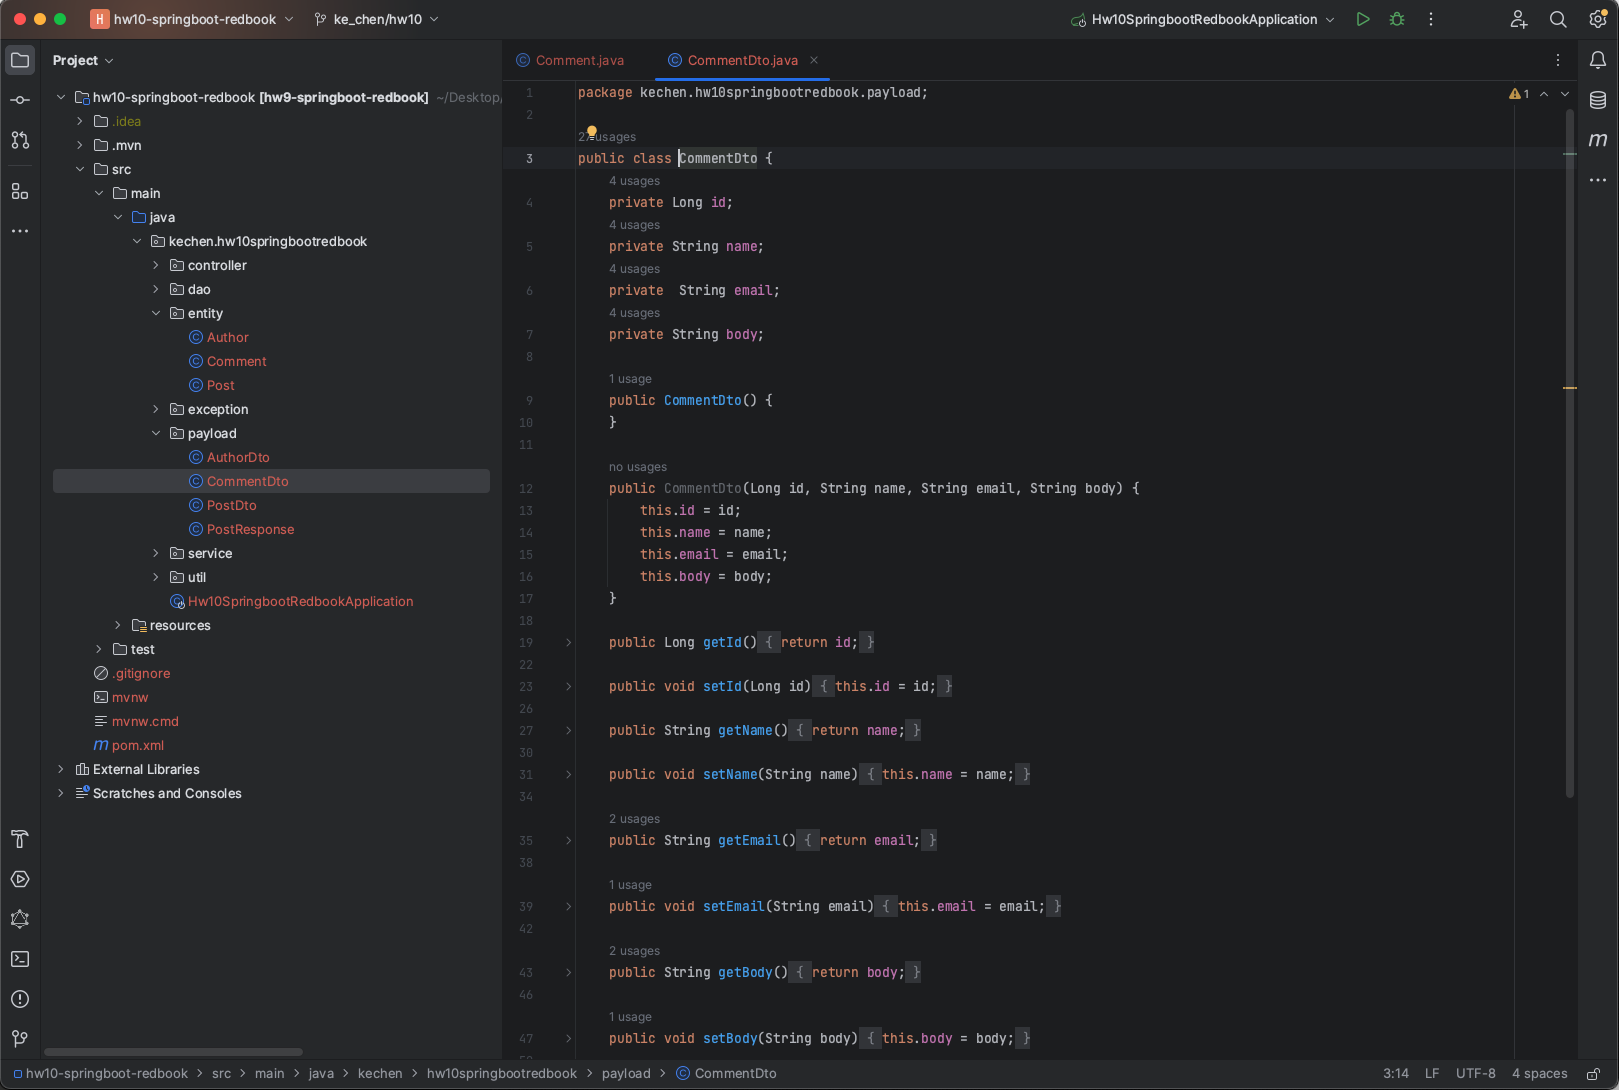 H hw10-springboot-redbook ke_chen/hw10 Hw10SpringbootRedbookApplication
Project
Comment.java CommentDto.java
hw10-springboot-redbook [hw9-springboot-redbook] ~/Desktop/
.idea
.mvn
src
main
java
kechen.hw10springbootredbook
controller
dao
entity
Author
Comment
Post
exception
payload
AuthorDto
CommentDto
PostDto
PostResponse
service
util
Hw10SpringbootRedbookApplication
resources
test
.gitignore
mvnw
mvnw.cmd
m pom.xml
External Libraries
Scratches and Consoles
1 package kechen.hw10springbootredbook.payload;
1
2
usages
3 public class CommentDto {
4 usages
4 private Long id;
4 usages
5 private String name;
4 usages
6 private  String email;
4 usages
7 private String body;
8
1 usage
9 public CommentDto() {
10 }
11
no usages
12 public CommentDto(Long id, String name, String email, String body) {
13 this.id = id;
14 this.name = name;
15 this.email = email;
16 this.body = body;
17 }
18
19 public Long getId() { return id; }
22
23 public void setId(Long id) { this.id = id; }
26
27 public String getName() { return name; }
30
31 public void setName(String name) { this.name = name; }
34
2 usages
35 public String getEmail() { return email; }
38
1 usage
39 public void setEmail(String email) { this.email = email; }
42
2 usages
43 public String getBody() { return body; }
46
1 usage
47 public void setBody(String body) { this.body = body; }
m
hw10-springboot-redbook > src > main > java > kechen > hw10springbootredbook > payload > CommentDto
3:14 LF UTF-8 4 spaces